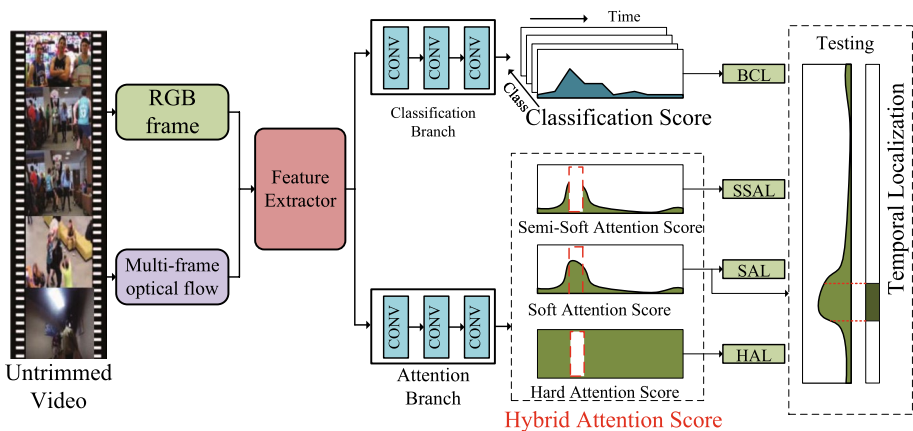 Untrimmed
Video
RGB
frame
Multi-frame
optical flow
Feature
Extractor
CONV
CONV
CONV
Classification
Branch
CONV
CONV
CONV
Attention
Branch
Time
Class
Classification Score
Semi-Soft Attention Score
Soft Attention Score
Hard Attention Score
Hybrid Attention Score
BCL
SSAL
SAL
HAL
Testing
Temporal Localization